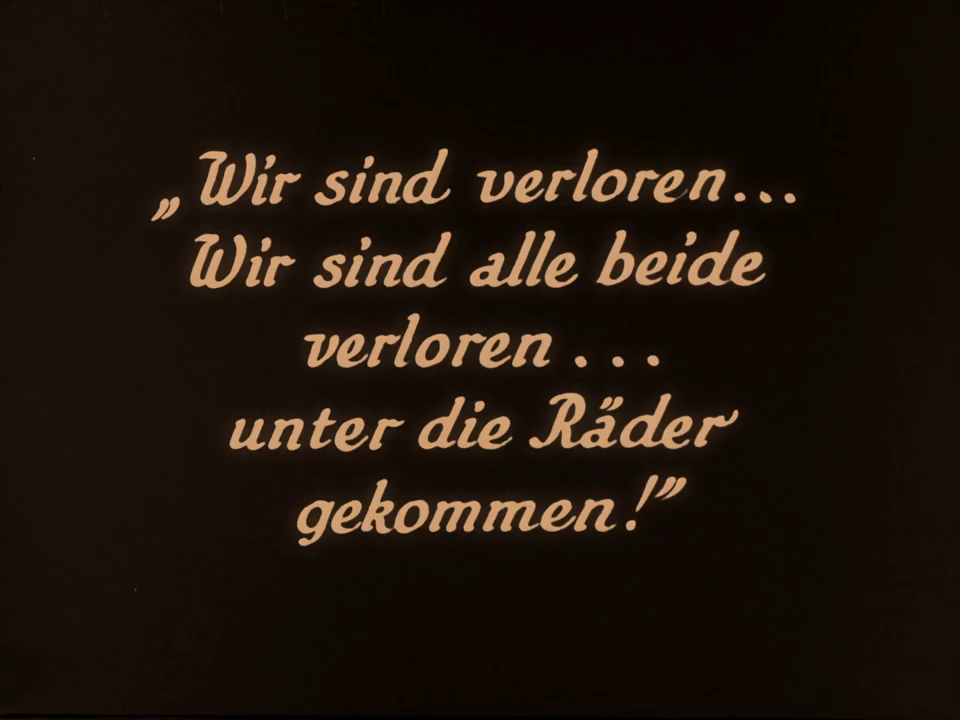 „Wir sind verloren...
Wir sind alle beide
verloren . . .
unter die Räder
gekommen!”